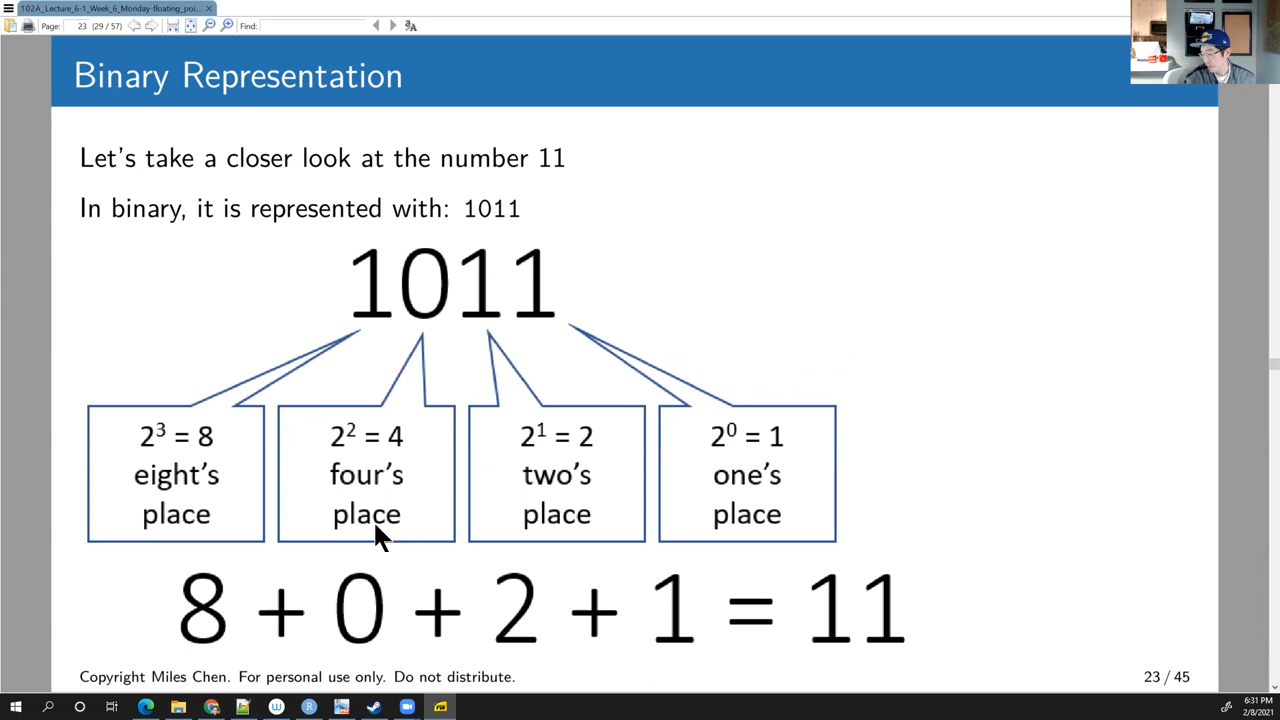 102A_Lecture_6-1_Week_6_Monday-floating_poi...
Page: 23 (29 / 57) Find:
Binary Representation
Let's take a closer look at the number 11
In binary, it is represented with: 1011
1011
2³ = 8
eight's
place
2² = 4
four's
place
2¹ = 2
two's
place
2⁰ = 1
one's
place
8 + 0 + 2 + 1 = 11
Copyright Miles Chen. For personal use only. Do not distribute.
23 / 45
6:31 PM
2/8/2021